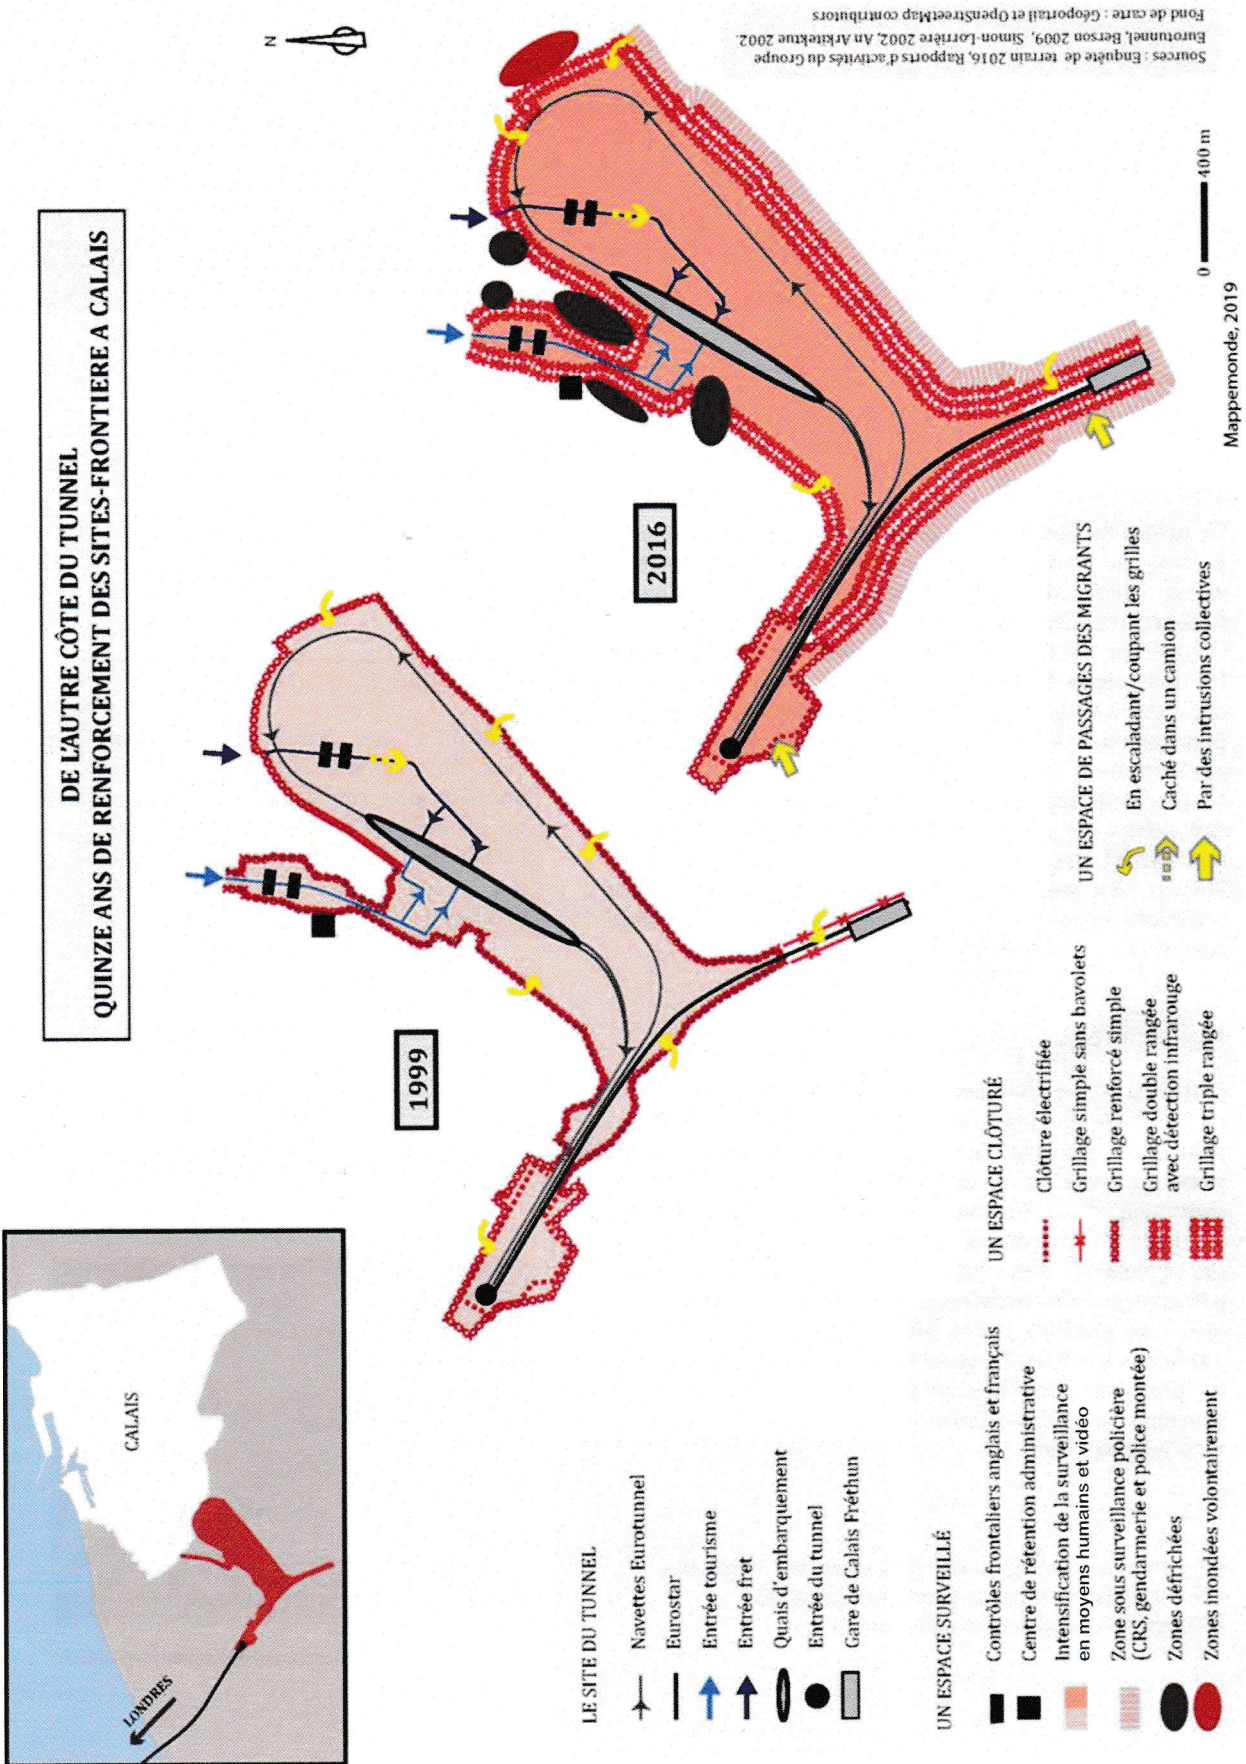 DE L'AUTRE CÔTE DU TUNNEL
QUINZE ANS DE RENFORCEMENT DES SITES-FRONTIERE A CALAIS
CALAIS
LONDRES
1999
2016
N
LE SITE DU TUNNEL
Navettes Eurotunnel
Eurostar
Entrée tourisme
Entrée fret
Quais d'embarquement
Entrée du tunnel
Gare de Calais Fréthun
UN ESPACE SURVEILLÉ
Contrôles frontaliers anglais et français
Centre de rétention administrative
Intensification de la surveillance
en moyens humains et vidéo
Zone sous surveillance policière
(CRS, gendarmerie et police montée)
Zones défrichées
Zones inondées volontairement
UN ESPACE CLÔTURÉ
Clôture électrifiée
Grillage simple sans bavolets
Grillage renforcé simple
Grillage double rangée
avec détection infrarouge
Grillage triple rangée
UN ESPACE DE PASSAGES DES MIGRANTS
En escaladant/coupant les grilles
Caché dans un camion
Par des intrusions collectives
0 400 m
Mappemonde, 2019
Sources : Enquête de terrain 2016, Rapports d'activités du Groupe
Eurotunnel, Berson 2009, Simon-Lorrière 2002, An Arkitektue 2002.
Fond de carte : Géoportail et OpenStreetMap contributors